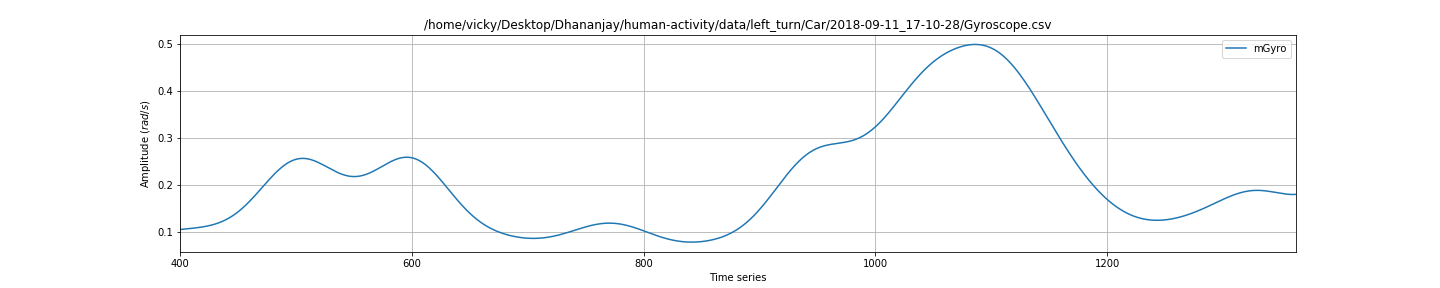 /home/vicky/Desktop/Dhananjay/human-activity/data/left_turn/Car/2018-09-11_17-10-28/Gyroscope.csv
mGyro
Amplitude (rad/s)
0.5
0.4
0.3
0.2
0.1
400 600 800 1000 1200
Time series